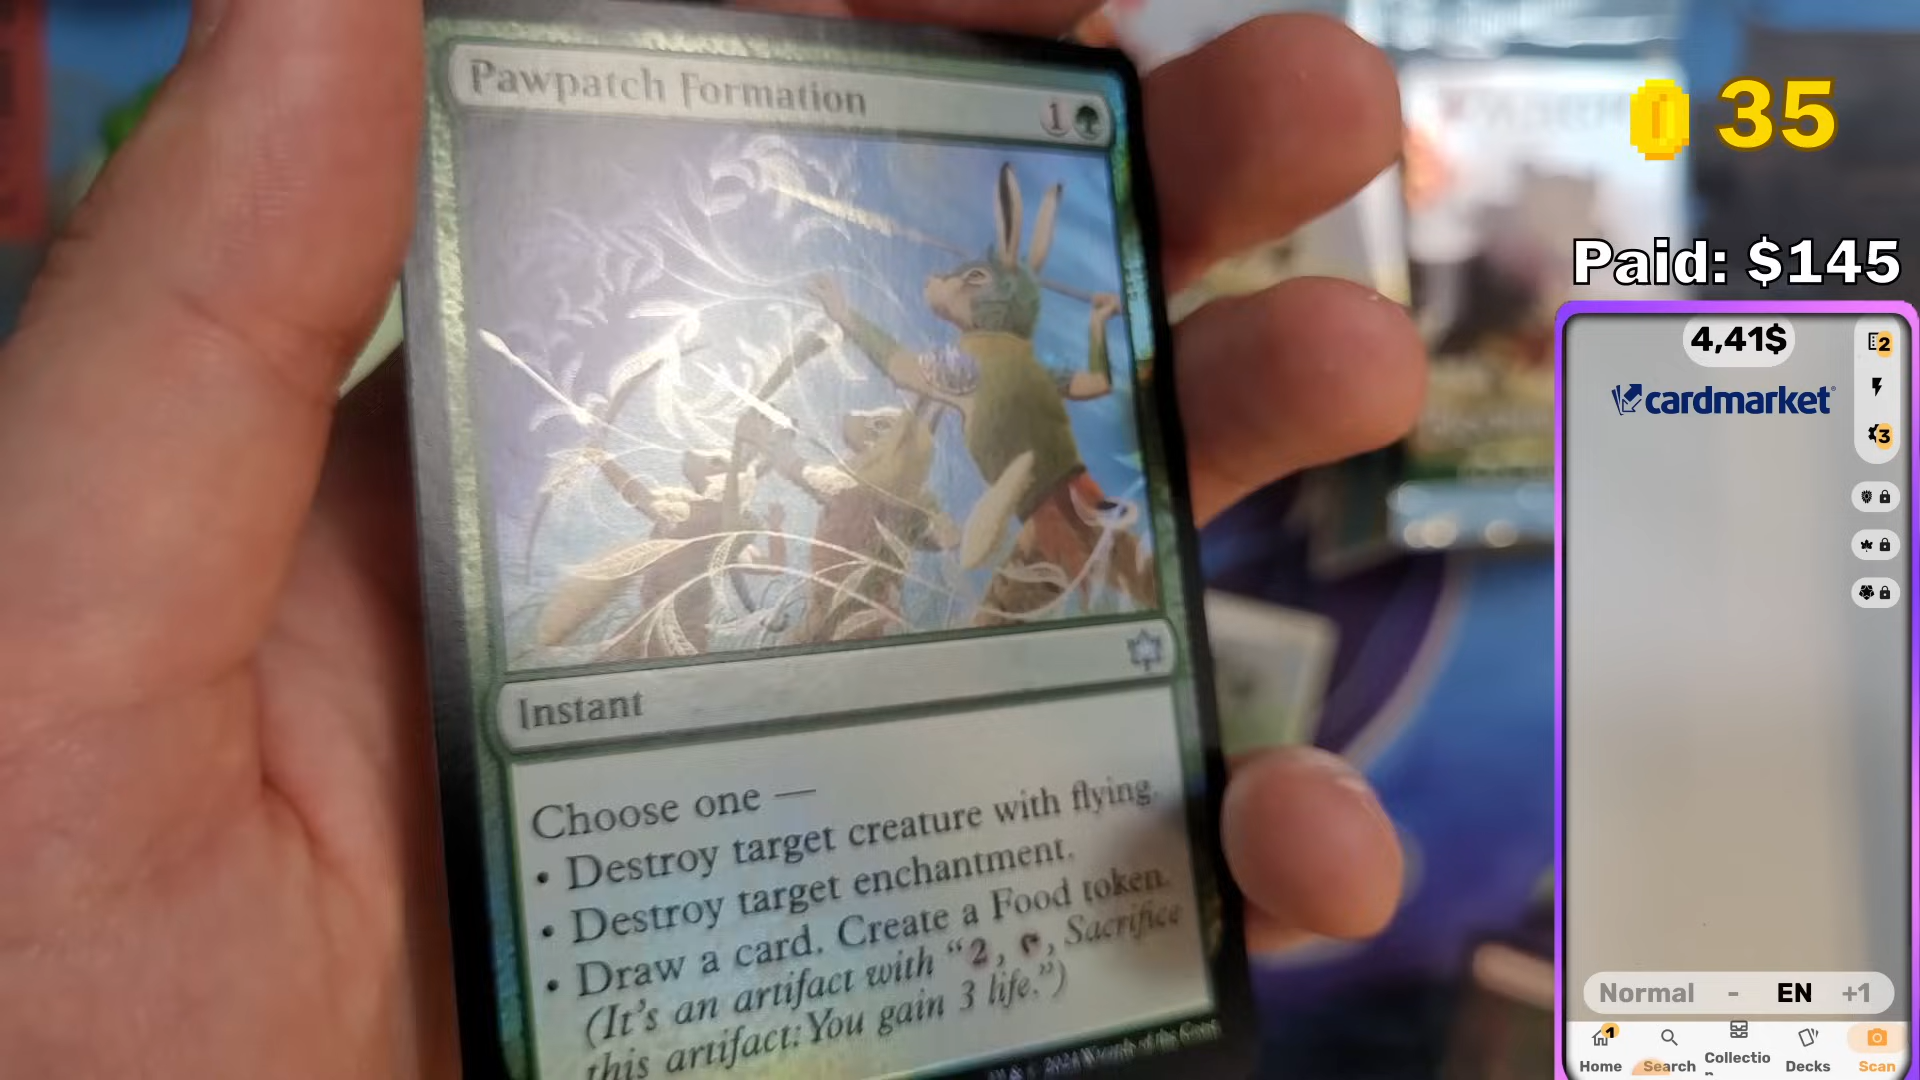 Pawpatch Formation
1
Instant
Choose one —
• Destroy target creature with flying.
• Destroy target enchantment.
• Draw a card. Create a Food token.
(It's an artifact with “2, T, Sacrifice
this artifact: You gain 3 life.”)
35
Paid: $145
4,41$
2
cardmarket
3
Normal - EN +1
1
Home
Search
Collectio
n
Decks
Scan